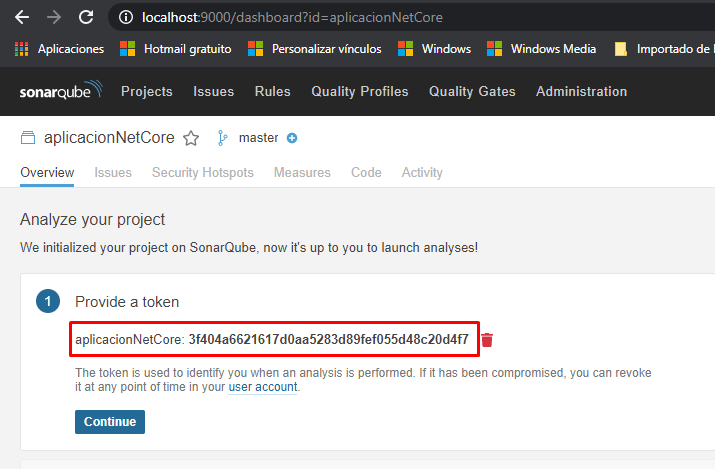 localhost:9000/dashboard?id=aplicacionNetCore
Aplicaciones Hotmail gratuito Personalizar vínculos Windows Windows Media Importado de
sonarqube Projects Issues Rules Quality Profiles Quality Gates Administration
aplicacionNetCore master
Overview Issues Security Hotspots Measures Code Activity
Analyze your project
We initialized your project on SonarQube, now it's up to you to launch analyses!
1 Provide a token
aplicacionNetCore: 3f404a6621617d0aa5283d89fef055d48c20d4f7
The token is used to identify you when an analysis is performed. If it has been compromised, you can revoke
it at any point of time in your user account.
Continue